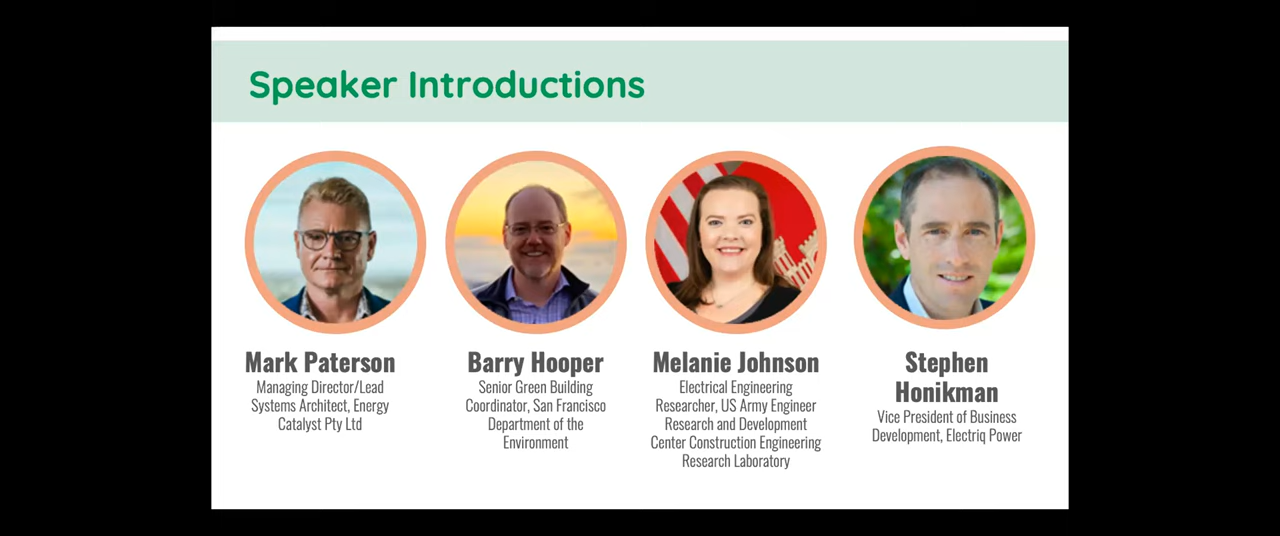 Speaker Introductions
Mark Paterson
Managing Director/Lead
Systems Architect, Energy
Catalyst Pty Ltd
Barry Hooper
Senior Green Building
Coordinator, San Francisco
Department of the
Environment
Melanie Johnson
Electrical Engineering
Researcher, US Army Engineer
Research and Development
Center Construction Engineering
Research Laboratory
Stephen
Honikman
Vice President of Business
Development, Electriq Power